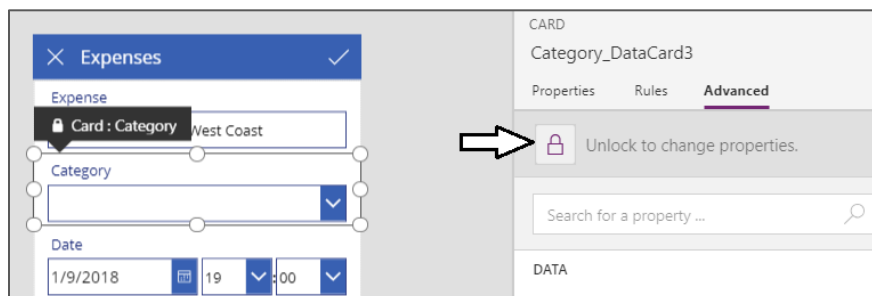 Expenses
Expense
Card : Category
West Coast
Category
Date
1/9/2018
19
:00
CARD
Category_DataCard3
Properties Rules Advanced
Unlock to change properties.
Search for a property ...
DATA